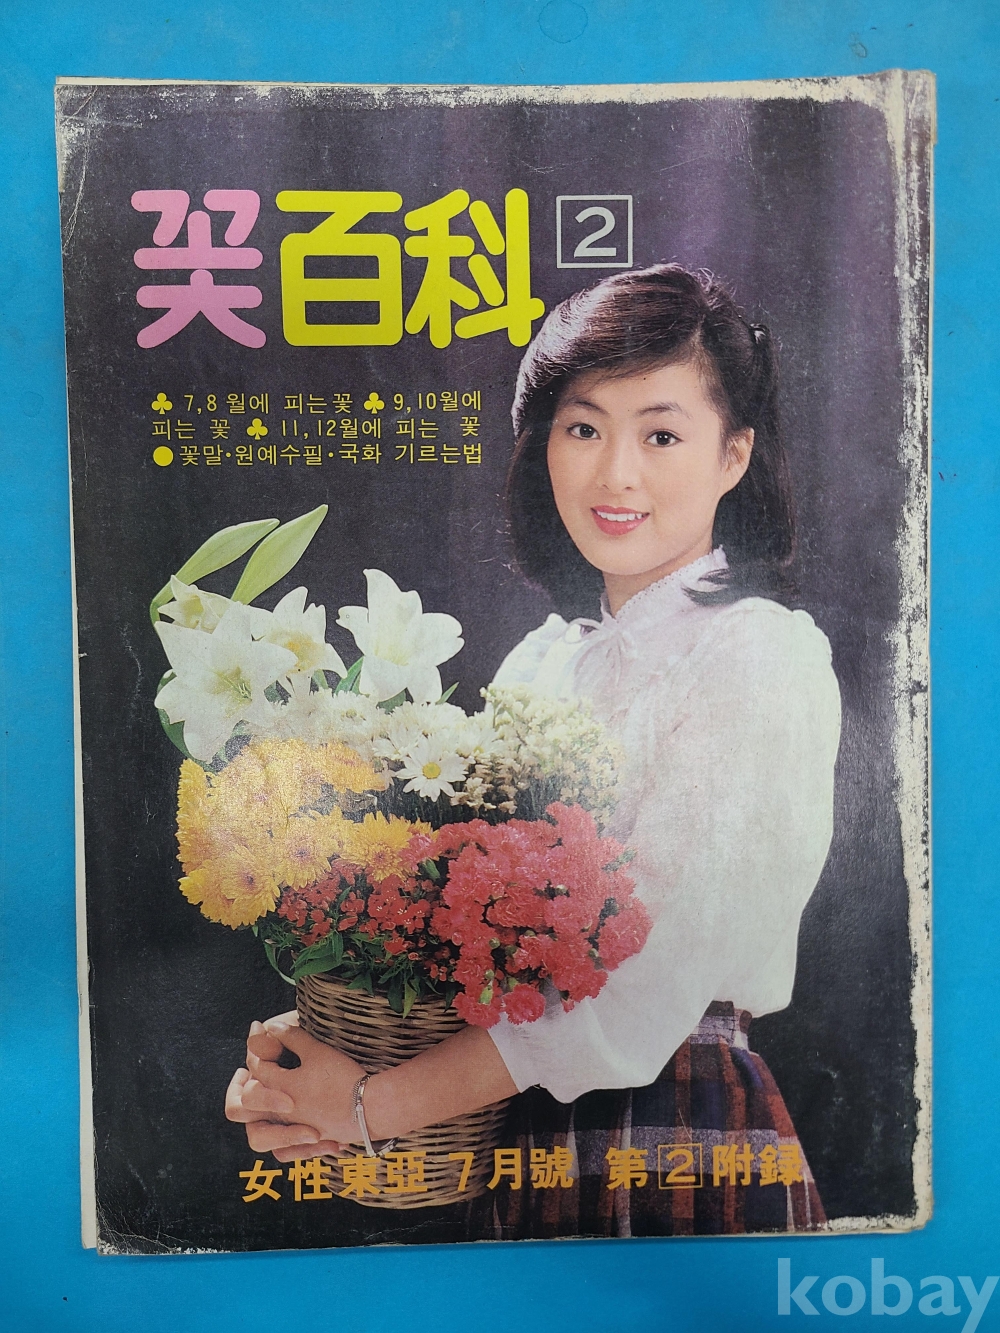 꽃百科 2
♣ 7,8월에 피는꽃 ♣ 9,10월에
피는 꽃 ♣ 11,12월에 피는 꽃
● 꽃말·원예수필·국화 기르는법
女性東亞 7月號 第2附錄
kobay